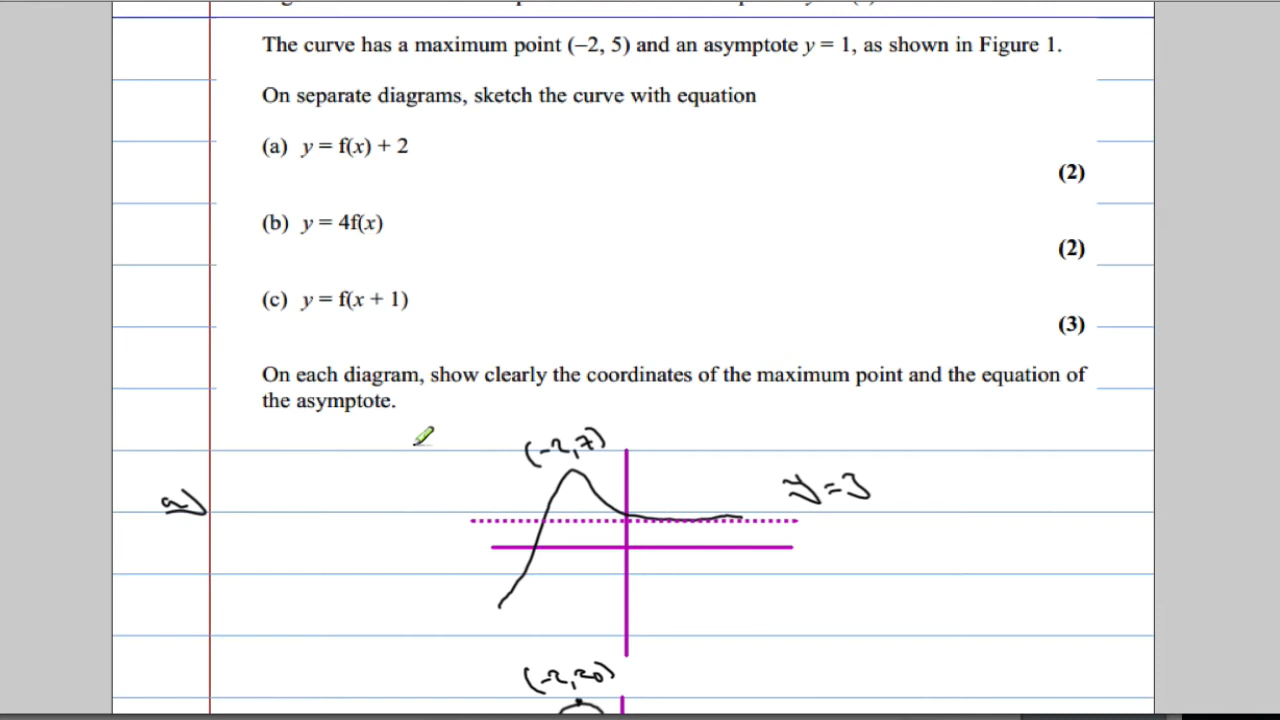 The curve has a maximum point (−2, 5) and an asymptote y = 1, as shown in Figure 1.
On separate diagrams, sketch the curve with equation
(a) y = f(x) + 2
(2)
(b) y = 4f(x)
(2)
(c) y = f(x + 1)
(3)
On each diagram, show clearly the coordinates of the maximum point and the equation of
the asymptote.
(-2,7)
a)
y=3
(-2,20)